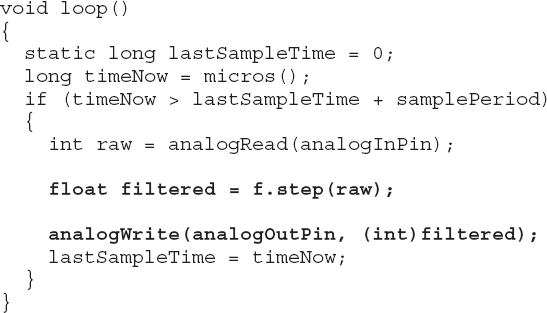 void loop()
{
  static long lastSampleTime = 0;
  long timeNow = micros();
  if (timeNow > lastSampleTime + samplePeriod)
  {
    int raw = analogRead(analogInPin);
    float filtered = f.step(raw);
    analogWrite(analogOutPin, (int)filtered);
    lastSampleTime = timeNow;
  }
}